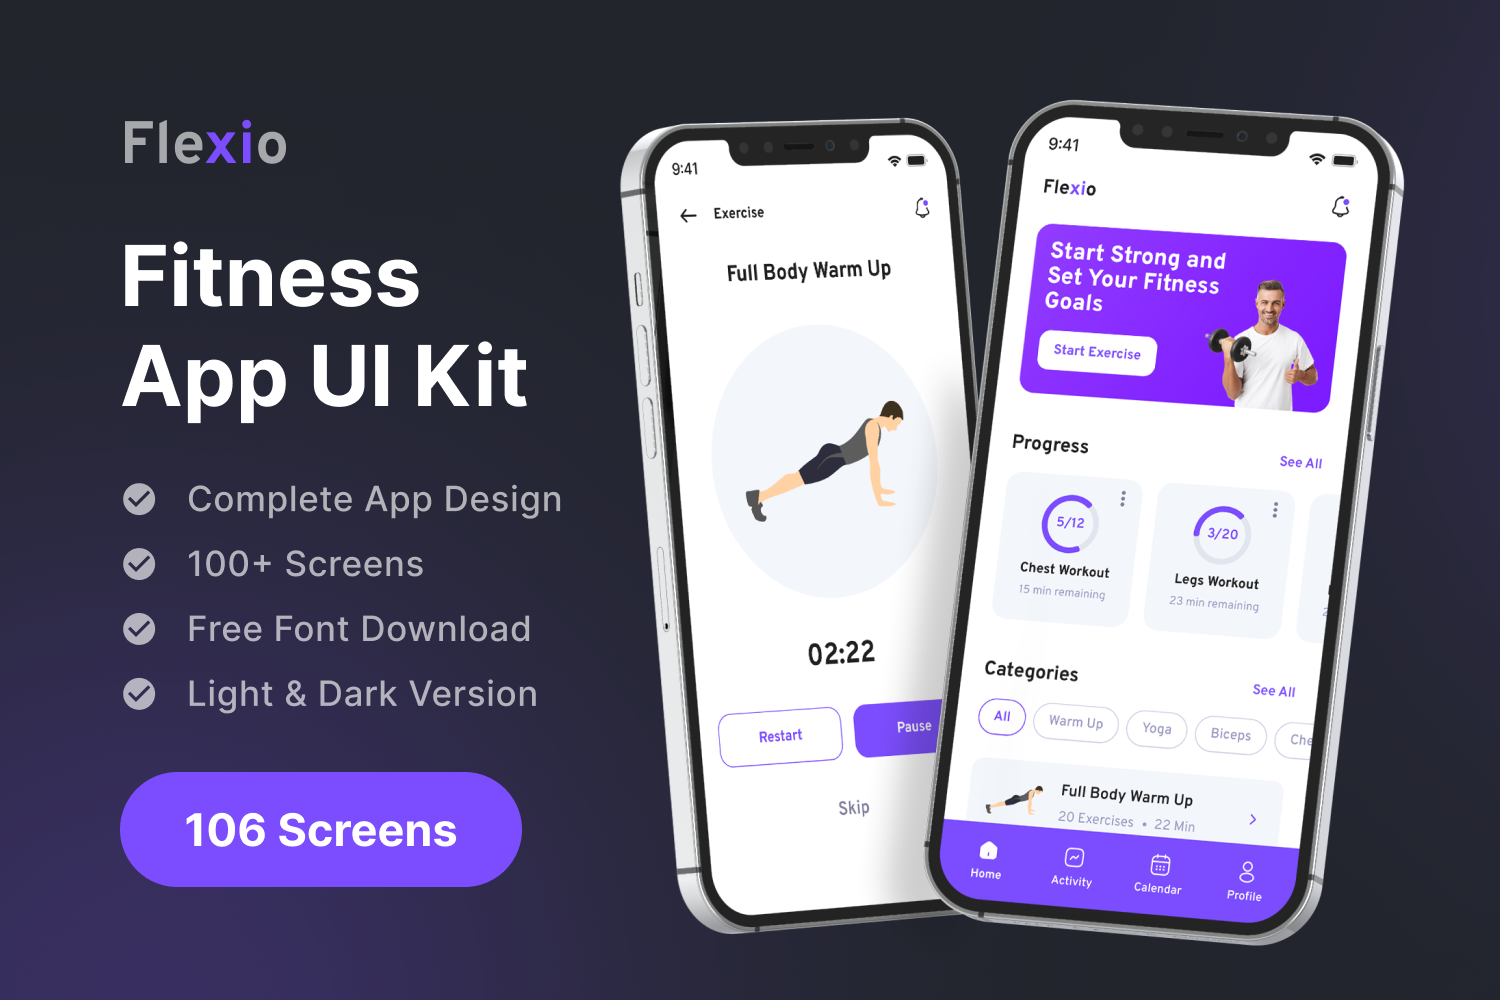 Flexio
Fitness
App UI Kit
Complete App Design
100+ Screens
Free Font Download
Light & Dark Version
106 Screens
9:41
Exercise
Full Body Warm Up
02:22
Restart
Pause
Skip
9:41
Flexio
Start Strong and
Set Your Fitness
Goals
Start Exercise
Progress
See All
5/12
Chest Workout
15 min remaining
3/20
Legs Workout
23 min remaining
Categories
See All
All
Warm Up
Yoga
Biceps
Che
Full Body Warm Up
20 Exercises • 22 Min
Home
Activity
Calendar
Profile